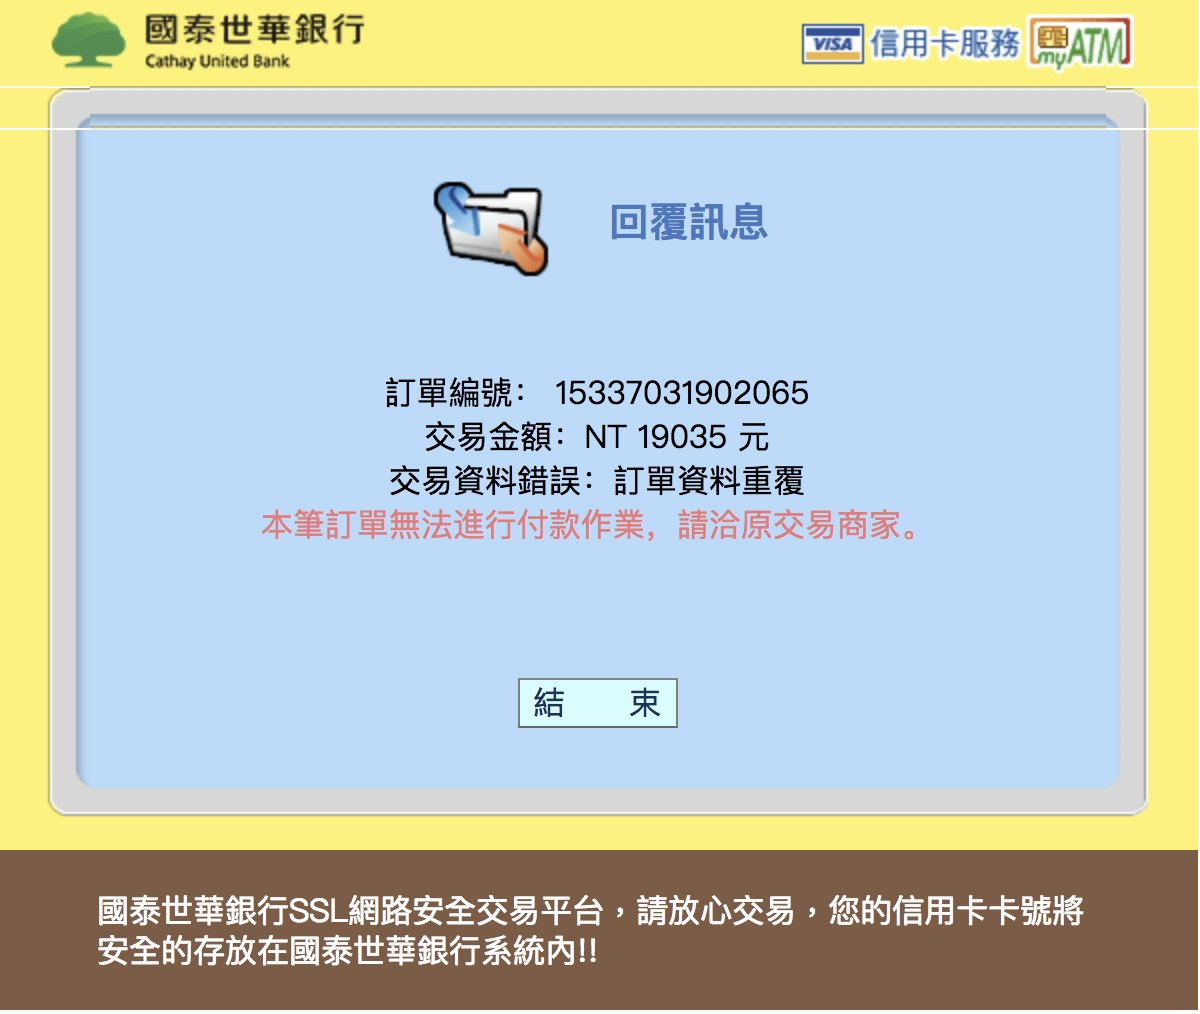 國泰世華銀行
Cathay United Bank
VISA 信用卡服務
myATM
回覆訊息
訂單編號： 15337031902065
交易金額：NT 19035 元
交易資料錯誤：訂單資料重覆
本筆訂單無法進行付款作業，請洽原交易商家。
結　　束
國泰世華銀行SSL網路安全交易平台，請放心交易，您的信用卡卡號將
安全的存放在國泰世華銀行系統內!!